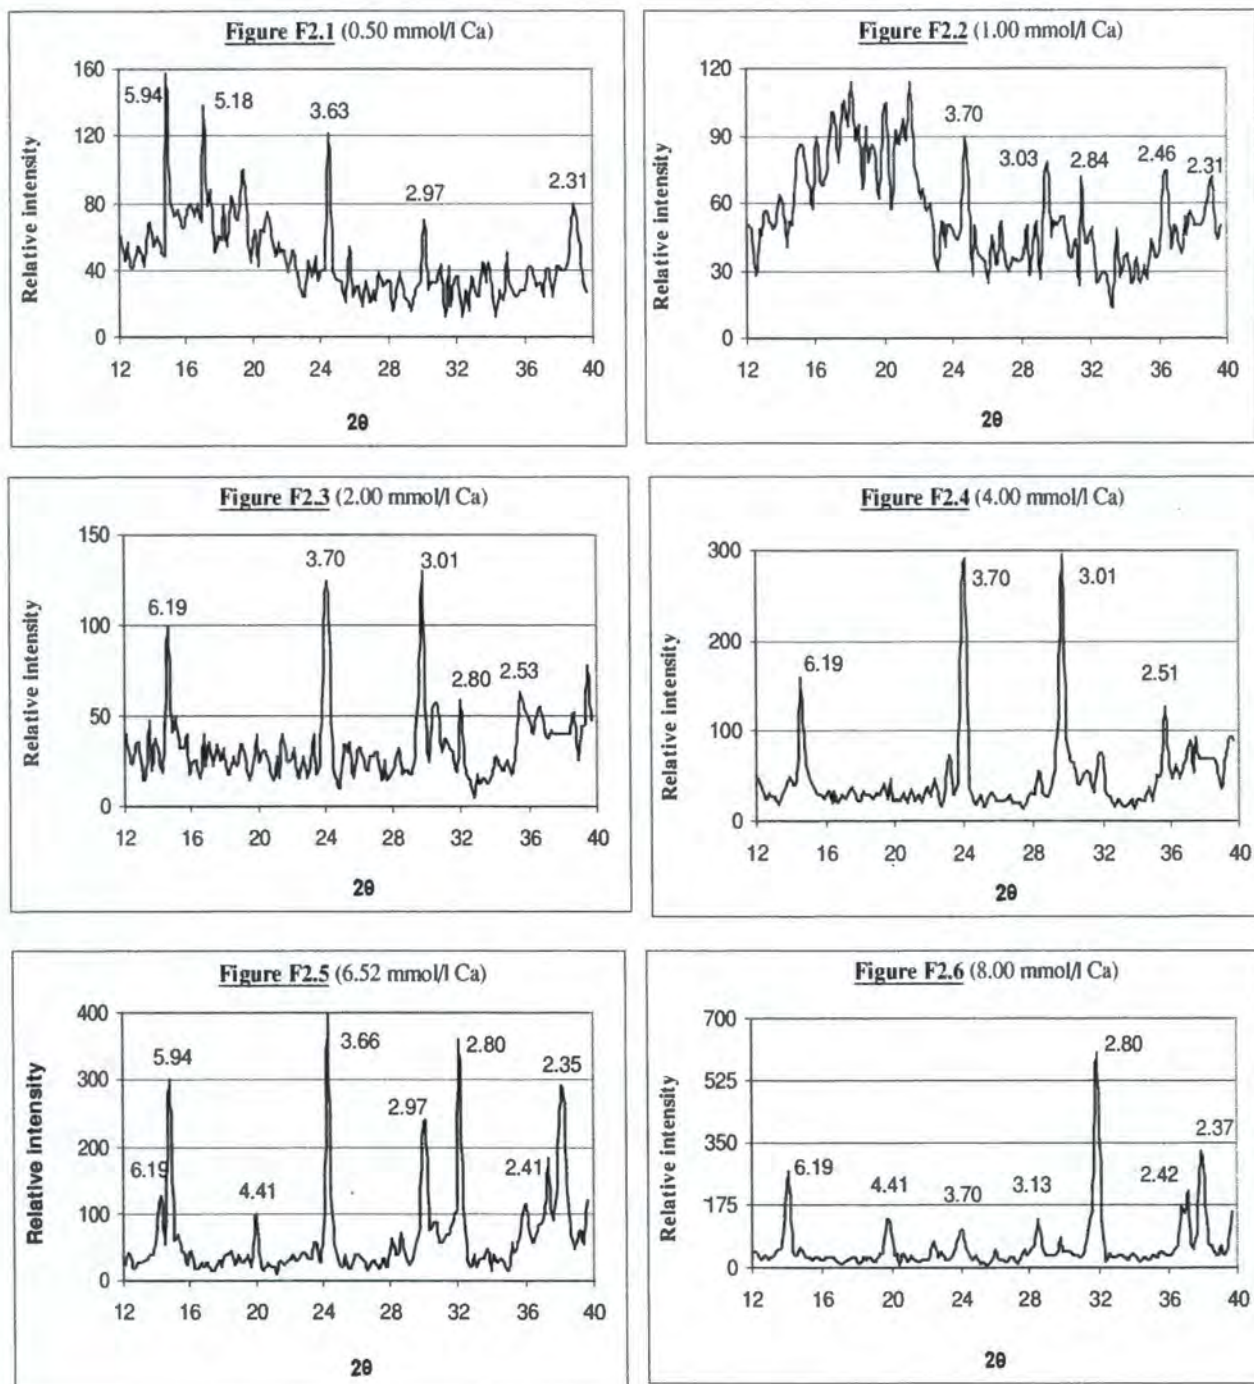 Figure F2.1 (0.50 mmol/l Ca)
Relative intensity
160
120
80
40
0
5.94
5.18
3.63
2.97
2.31
12 16 20 24 28 32 36 40
2θ
Figure F2.2 (1.00 mmol/l Ca)
Relative intensity
120
90
60
30
0
3.70
3.03
2.84
2.46
2.31
12 16 20 24 28 32 36 40
2θ
Figure F2.3 (2.00 mmol/l Ca)
Relative intensity
150
100
50
0
6.19
3.70
3.01
2.80
2.53
12 16 20 24 28 32 36 40
2θ
Figure F2.4 (4.00 mmol/l Ca)
Relative intensity
300
200
100
0
6.19
3.70
3.01
2.51
12 16 20 24 28 32 36 40
2θ
Figure F2.5 (6.52 mmol/l Ca)
Relative intensity
400
300
200
100
0
6.19
5.94
4.41
3.66
2.97
2.80
2.41
2.35
12 16 20 24 28 32 36 40
2θ
Figure F2.6 (8.00 mmol/l Ca)
Relative intensity
700
525
350
175
0
6.19
4.41
3.70
3.13
2.80
2.42
2.37
12 16 20 24 28 32 36 40
2θ